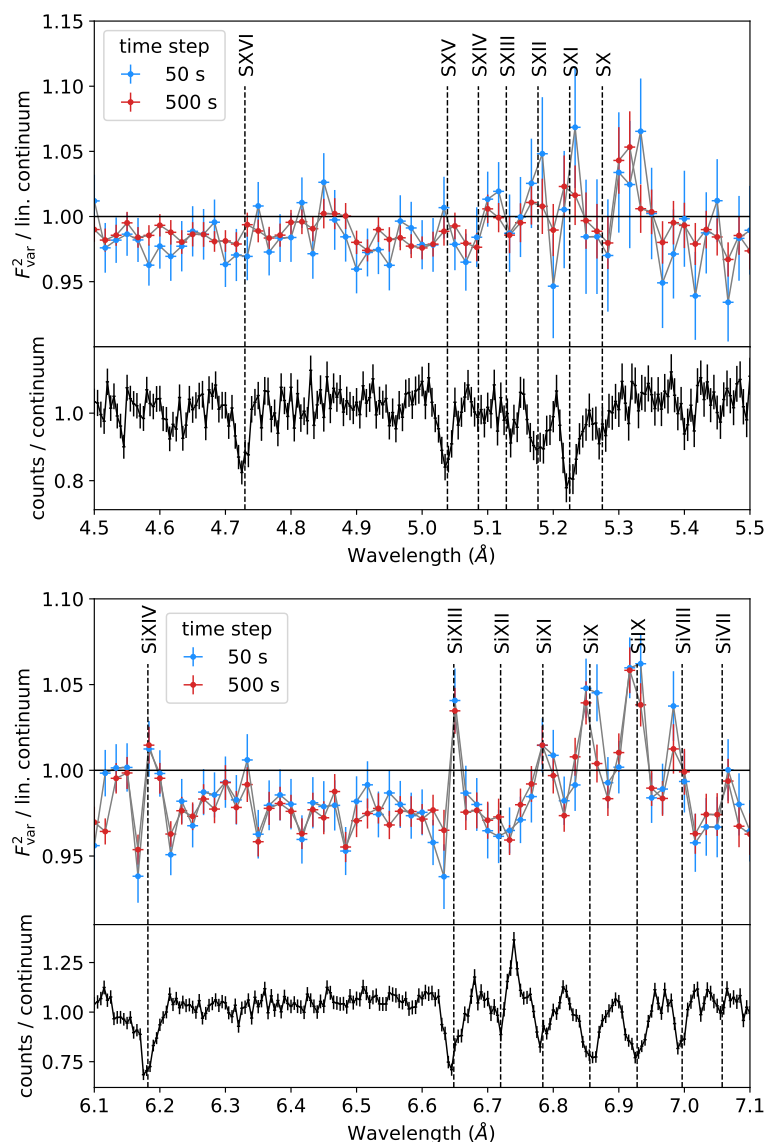 1.15
1.10
1.05
1.00
0.95
F²var / lin. continuum
time step
50 s
500 s
SXVI
SXV
SXIV
SXIII
SXII
SXI
SX
1.0
0.8
counts / continuum
4.5 4.6 4.7 4.8 4.9 5.0 5.1 5.2 5.3 5.4 5.5
Wavelength (Å)
1.10
1.05
1.00
0.95
F²var / lin. continuum
time step
50 s
500 s
SiXIV
SiXIII
SiXII
SiXI
SiX
SiIX
SiVIII
SiVII
1.25
1.00
0.75
counts / continuum
6.1 6.2 6.3 6.4 6.5 6.6 6.7 6.8 6.9 7.0 7.1
Wavelength (Å)